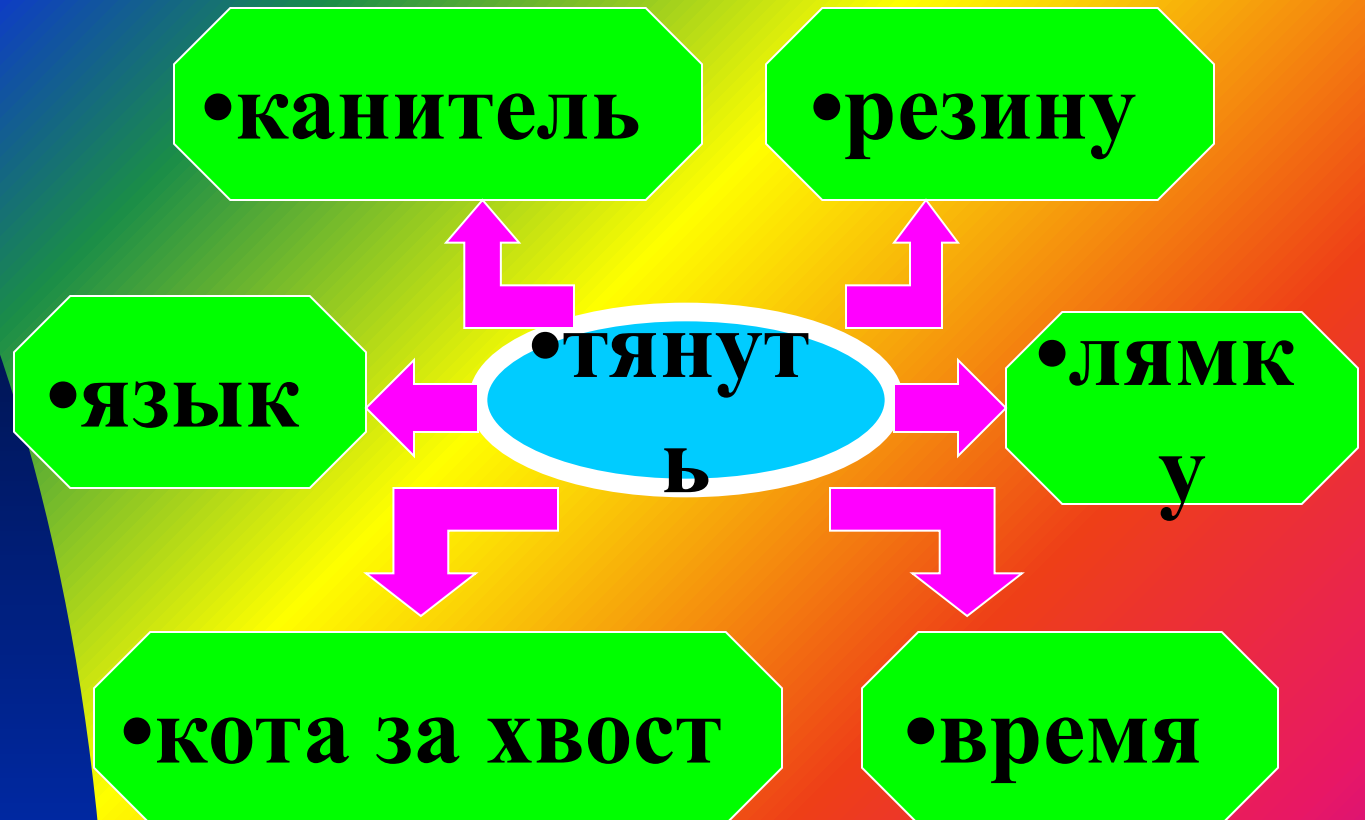 •канитель
•резину
•тянут
ь
•язык
•лямк
у
•кота за хвост
•время